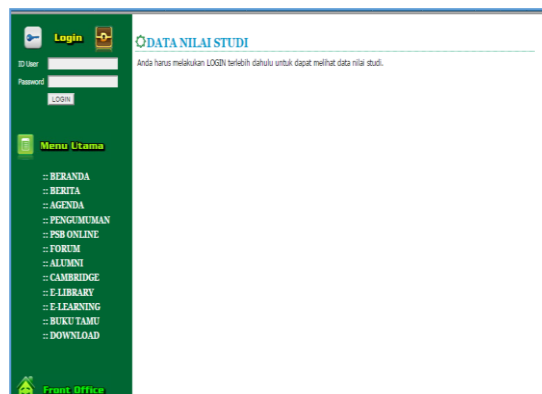 Login
ID User
Password
LOGIN
Menu Utama
:: BERANDA
:: BERITA
:: AGENDA
:: PENGUMUMAN
:: PSB ONLINE
:: FORUM
:: ALUMNI
:: CAMBRIDGE
:: E-LIBRARY
:: E-LEARNING
:: BUKU TAMU
:: DOWNLOAD
Front Office
DATA NILAI STUDI
Anda harus melakukan LOGIN terlebih dahulu untuk dapat melihat data nilai studi.